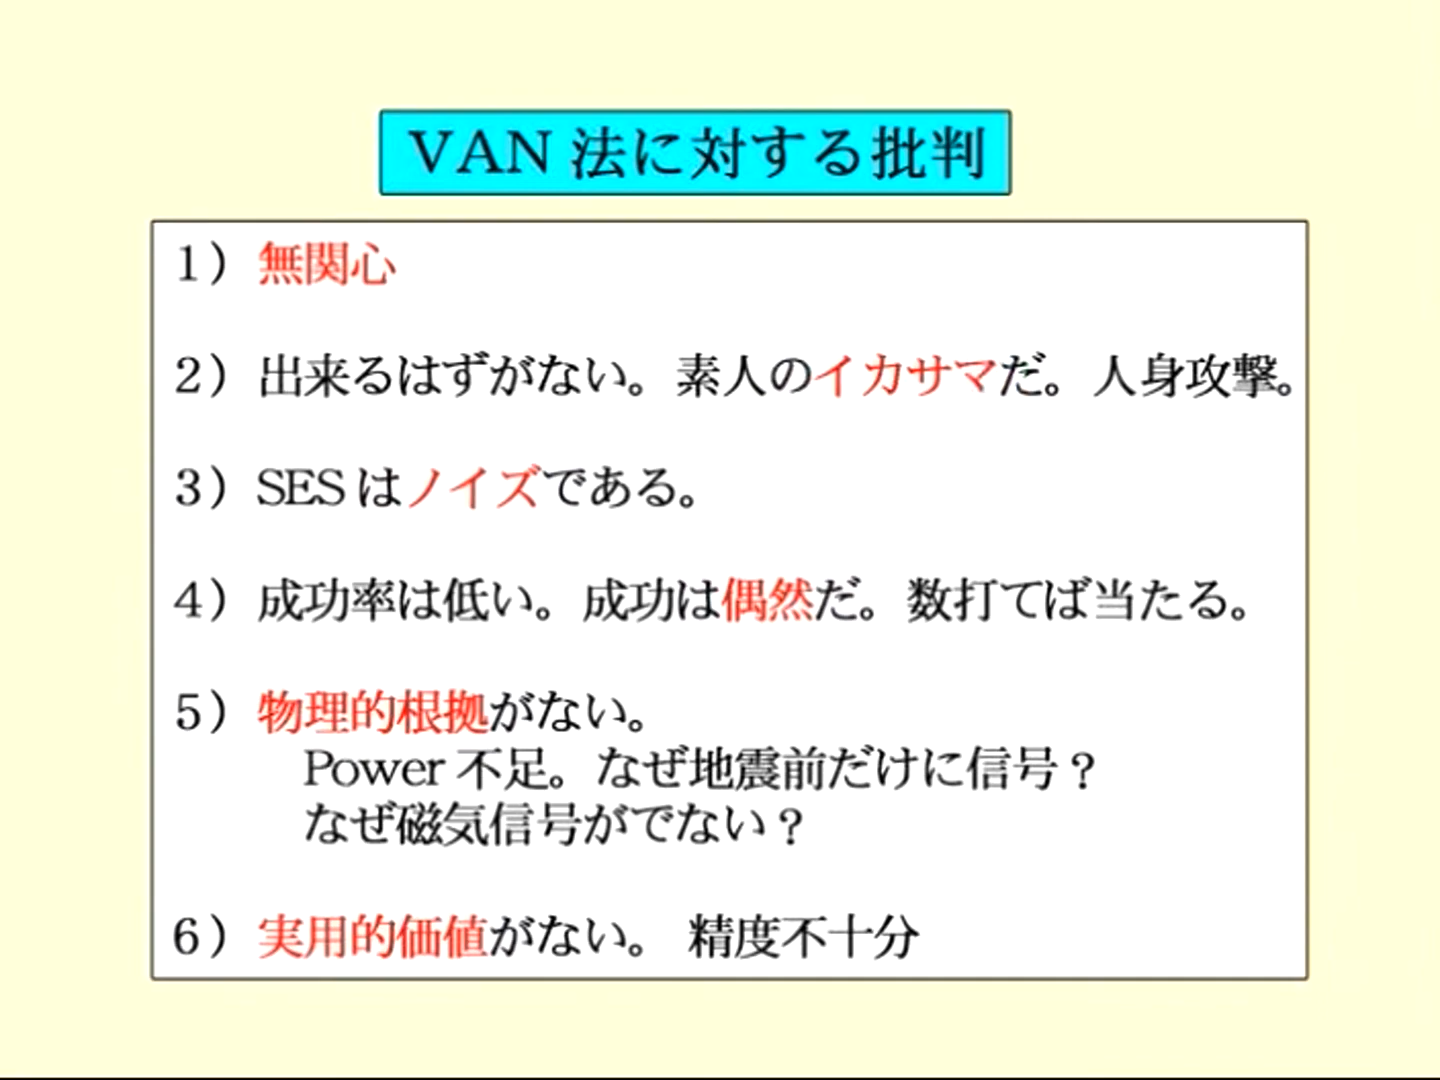 VAN 法に対する批判
１）無関心
２）出来るはずがない。素人のイカサマだ。人身攻撃。
３）SES はノイズである。
４）成功率は低い。成功は偶然だ。数打てば当たる。
５）物理的根拠がない。
Power 不足。なぜ地震前だけに信号？
なぜ磁気信号がでない？
６）実用的価値がない。 精度不十分